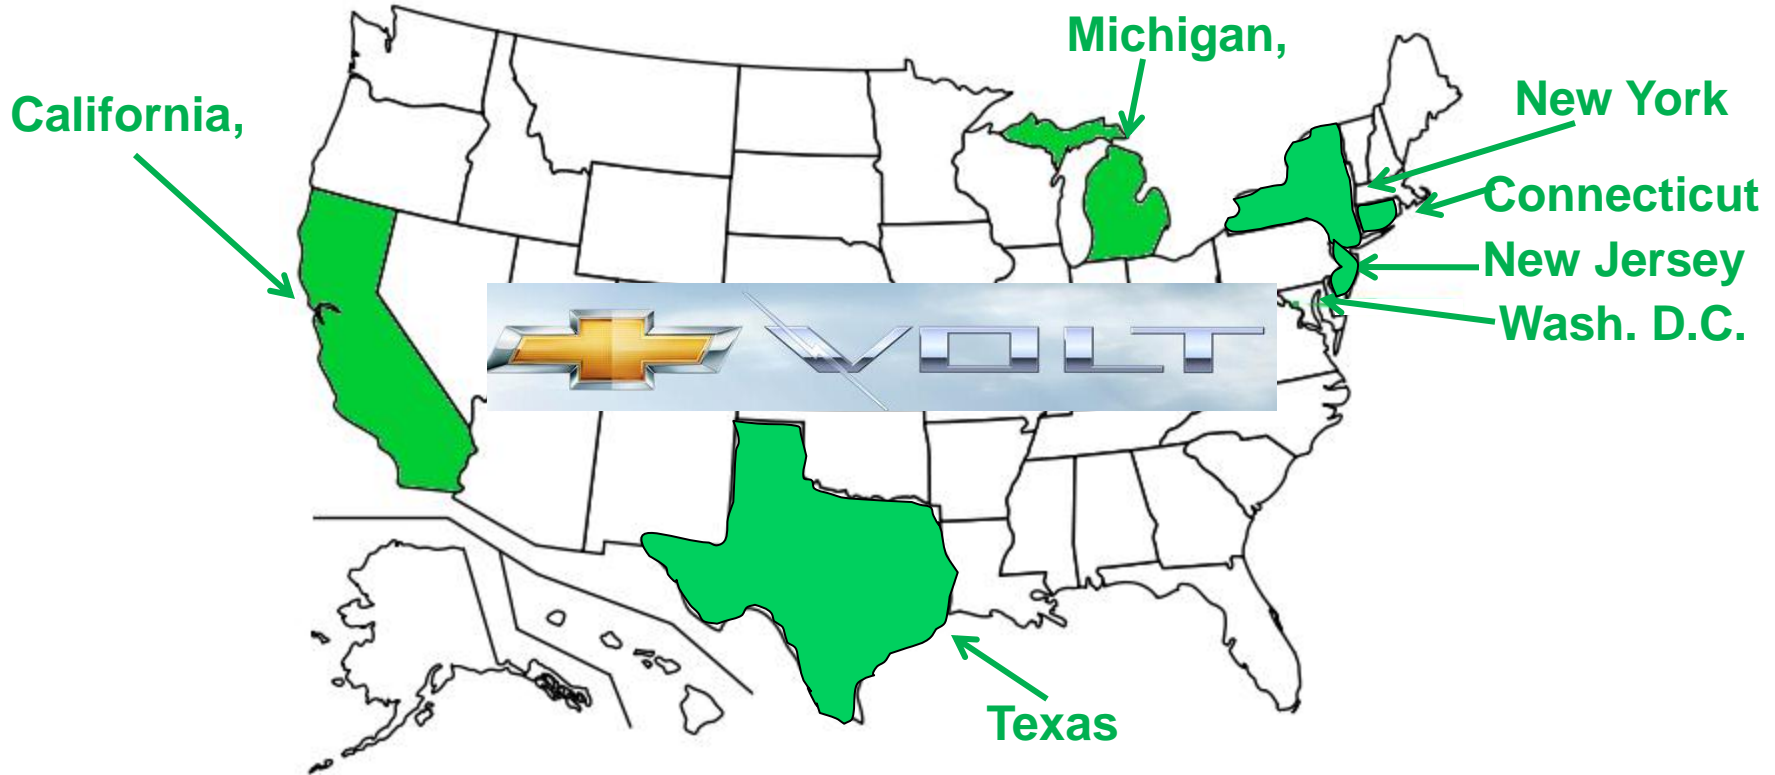 Michigan,
New York
California,
Connecticut
New Jersey
Wash. D.C.
VOLT
Texas